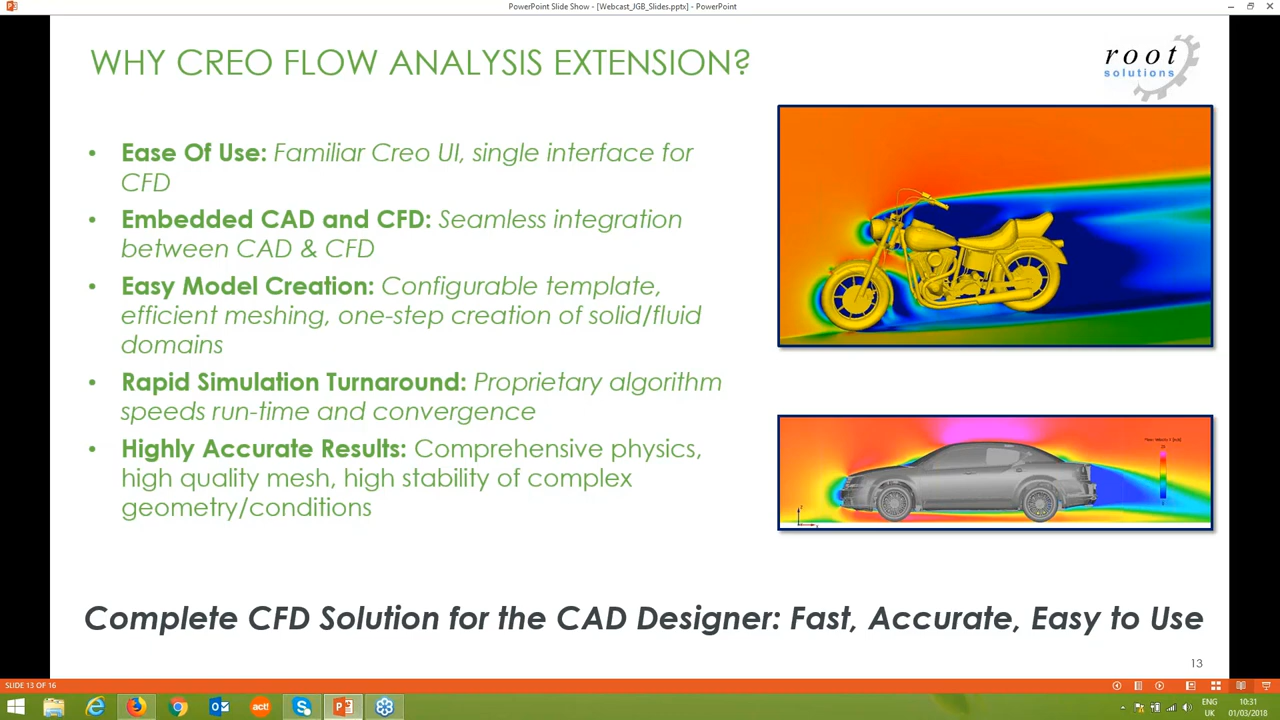 PowerPoint Slide Show - [Webcast_JGB_Slides.pptx] - PowerPoint
WHY CREO FLOW ANALYSIS EXTENSION?
root
solutions
• Ease Of Use: Familiar Creo UI, single interface for
CFD
• Embedded CAD and CFD: Seamless integration
between CAD & CFD
• Easy Model Creation: Configurable template,
efficient meshing, one-step creation of solid/fluid
domains
• Rapid Simulation Turnaround: Proprietary algorithm
speeds run-time and convergence
• Highly Accurate Results: Comprehensive physics,
high quality mesh, high stability of complex
geometry/conditions
Complete CFD Solution for the CAD Designer: Fast, Accurate, Easy to Use
13
SLIDE 13 OF 16
act!
ENG
UK
10:31
01/03/2018